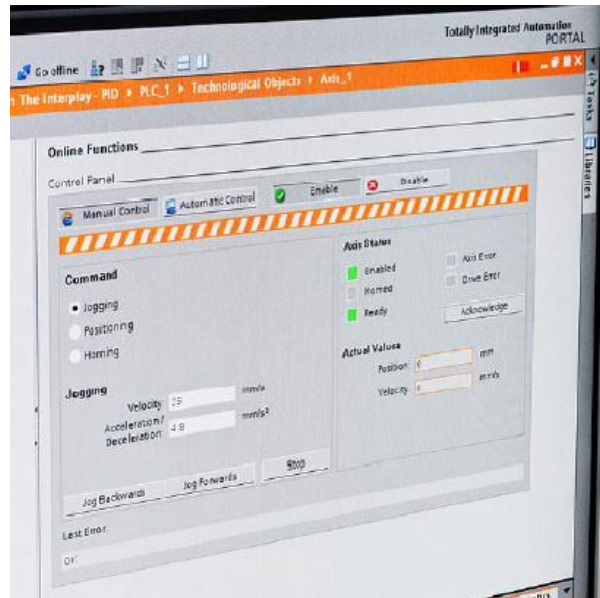 Totally Integrated Automation
PORTAL
Go offline
The Interplay - PID ▸ PLC_1 ▸ Technological Objects ▸ Axis_1
Tasks
Libraries
Online Functions
Control Panel
Manual Control
Automatic Control
Enable
Disable
Command
Jogging
Positioning
Homing
Axis Status
Enabled
Homed
Ready
Axis Error
Drive Error
Acknowledge
Actual Values
Position: 0 mm
Velocity: 0 mm/s
Jogging
Velocity: 25 mm/s
Acceleration/
Deceleration: 4.8 mm/s²
Jog Backwards
Jog Forwards
Stop
Last Error:
OK